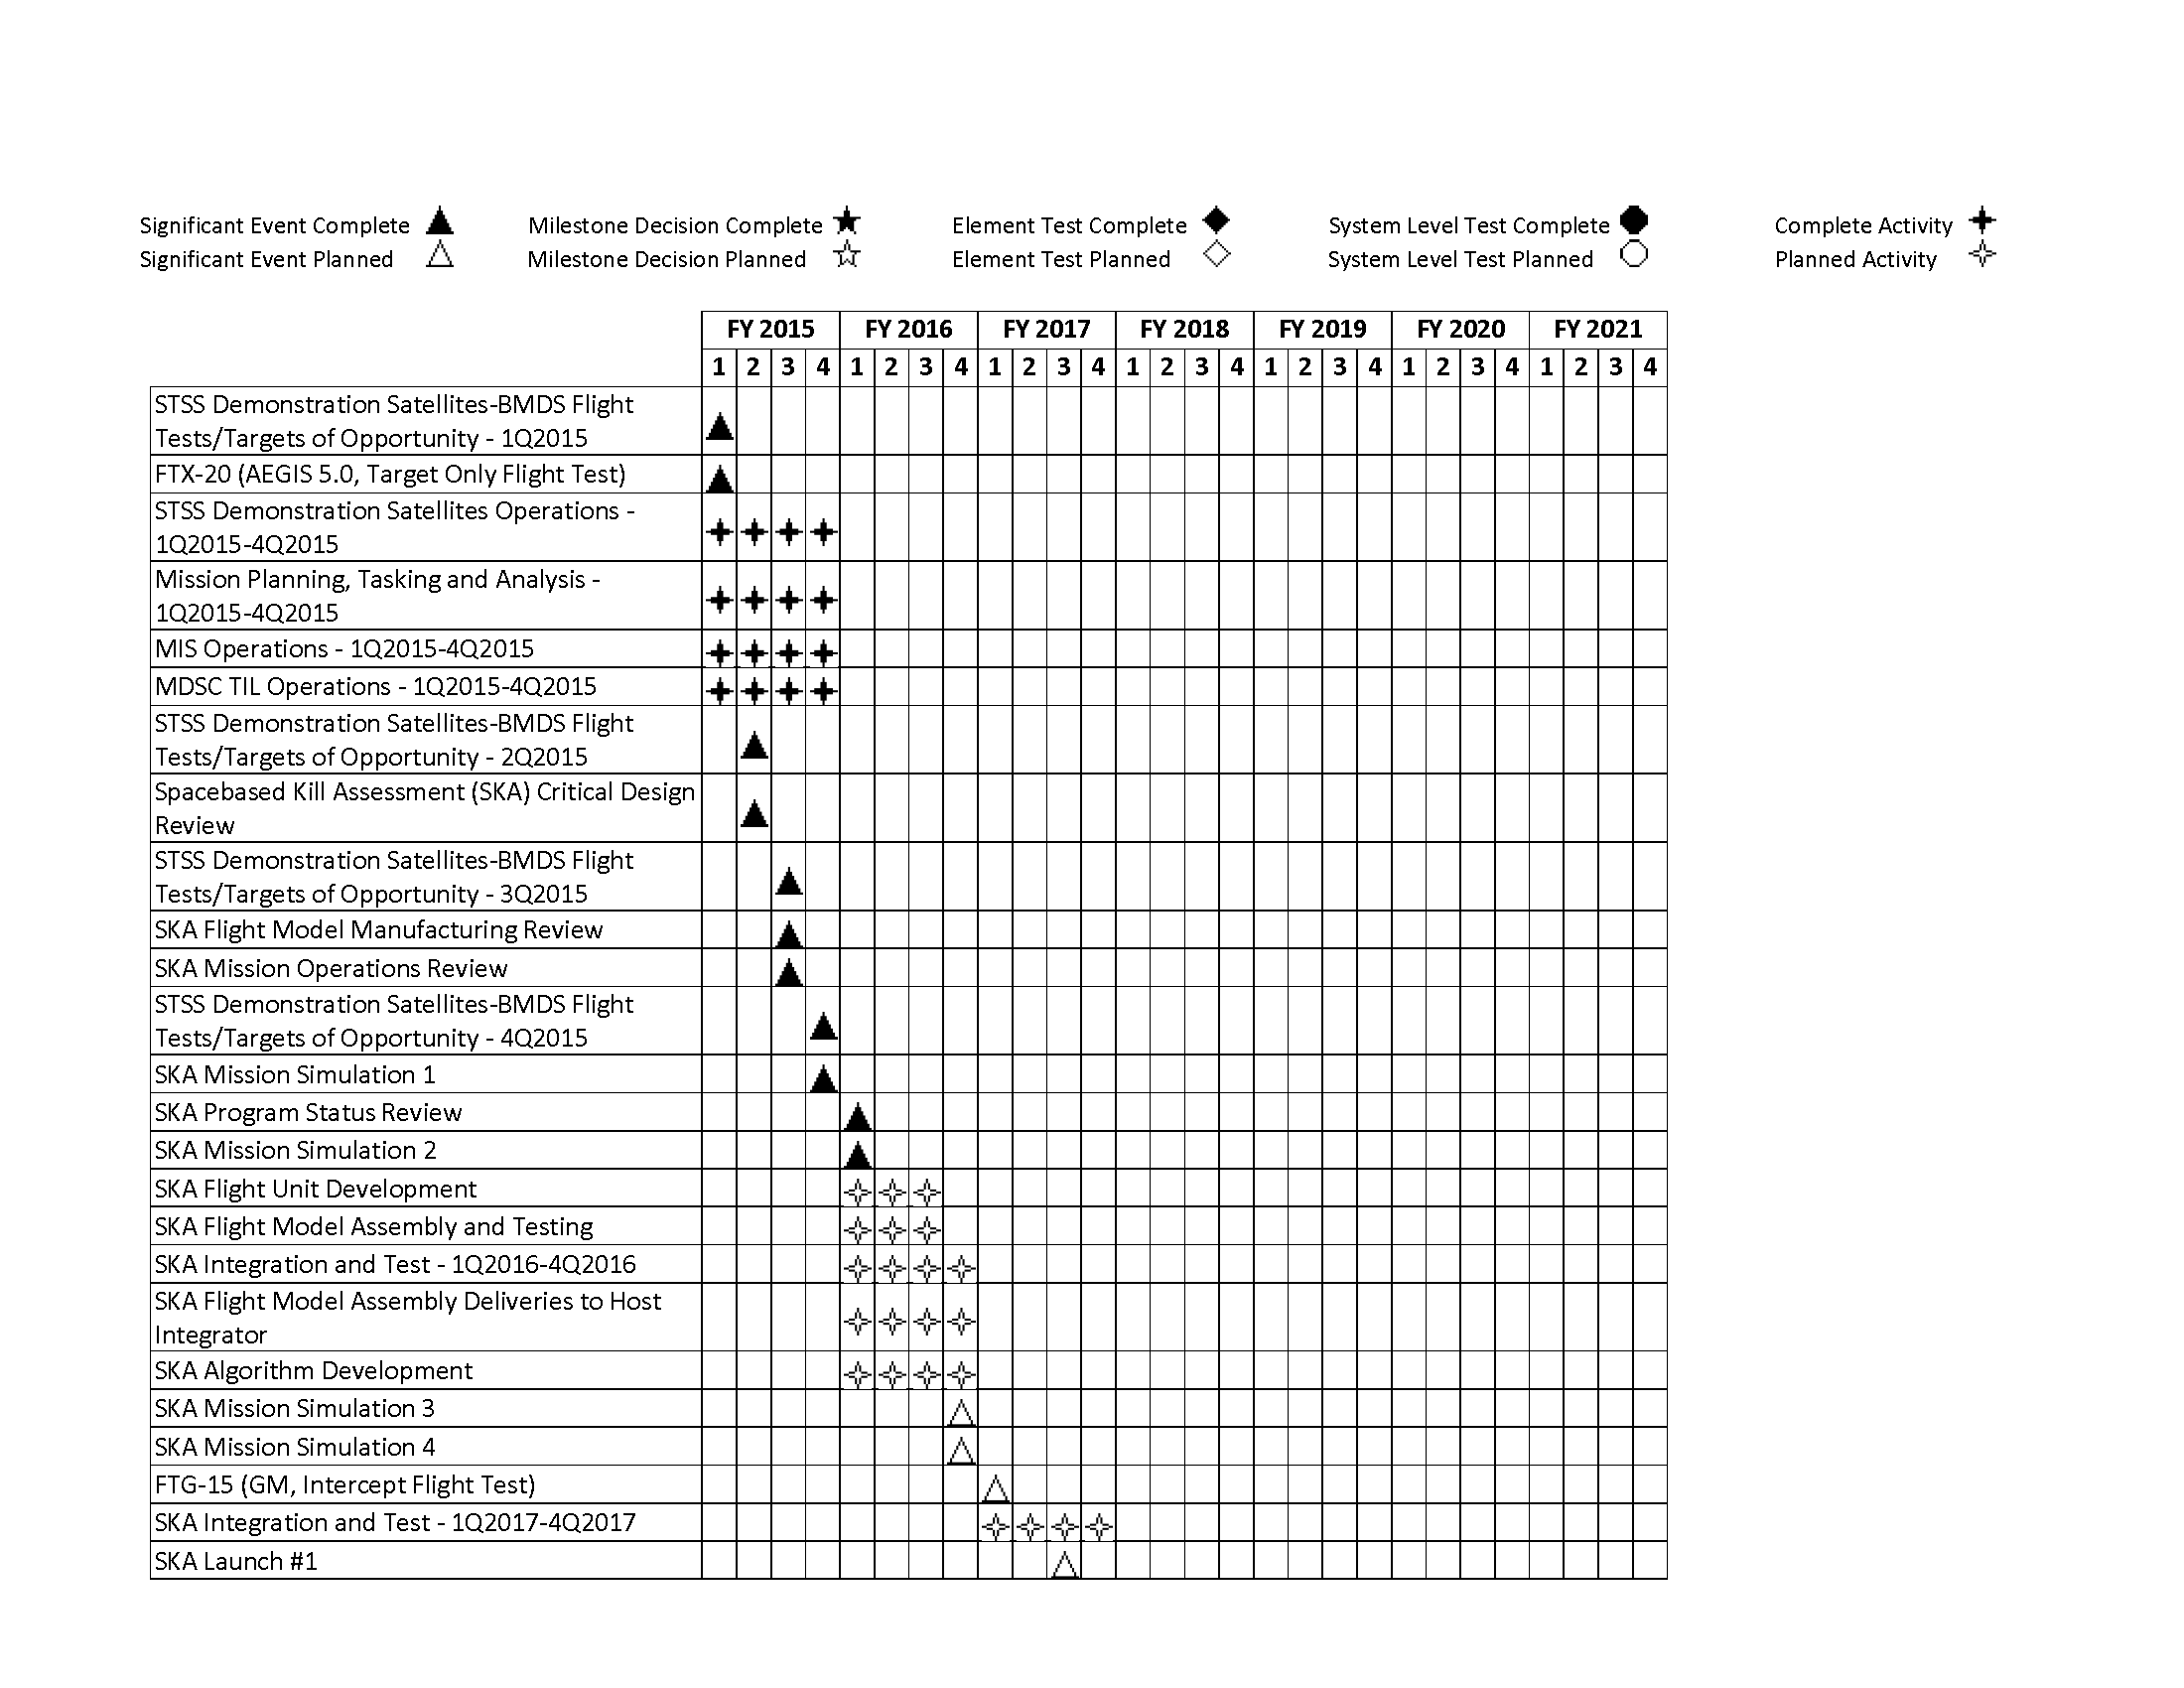 Significant Event Complete
Milestone Decision Complete
Element Test Complete
System Level Test Complete
Complete Activity
Significant Event Planned
Milestone Decision Planned
Element Test Planned
System Level Test Planned
Planned Activity
FY 2015 FY 2016 FY 2017 FY 2018 FY 2019 FY 2020 FY 2021
1 2 3 4 1 2 3 4 1 2 3 4 1 2 3 4 1 2 3 4 1 2 3 4 1 2 3 4
STSS Demonstration Satellites-BMDS Flight
Tests/Targets of Opportunity - 1Q2015
FTX-20 (AEGIS 5.0, Target Only Flight Test)
STSS Demonstration Satellites Operations -
1Q2015-4Q2015
Mission Planning, Tasking and Analysis -
1Q2015-4Q2015
MIS Operations - 1Q2015-4Q2015
MDSC TIL Operations - 1Q2015-4Q2015
STSS Demonstration Satellites-BMDS Flight
Tests/Targets of Opportunity - 2Q2015
Spacebased Kill Assessment (SKA) Critical Design
Review
STSS Demonstration Satellites-BMDS Flight
Tests/Targets of Opportunity - 3Q2015
SKA Flight Model Manufacturing Review
SKA Mission Operations Review
STSS Demonstration Satellites-BMDS Flight
Tests/Targets of Opportunity - 4Q2015
SKA Mission Simulation 1
SKA Program Status Review
SKA Mission Simulation 2
SKA Flight Unit Development
SKA Flight Model Assembly and Testing
SKA Integration and Test - 1Q2016-4Q2016
SKA Flight Model Assembly Deliveries to Host
Integrator
SKA Algorithm Development
SKA Mission Simulation 3
SKA Mission Simulation 4
FTG-15 (GM, Intercept Flight Test)
SKA Integration and Test - 1Q2017-4Q2017
SKA Launch #1